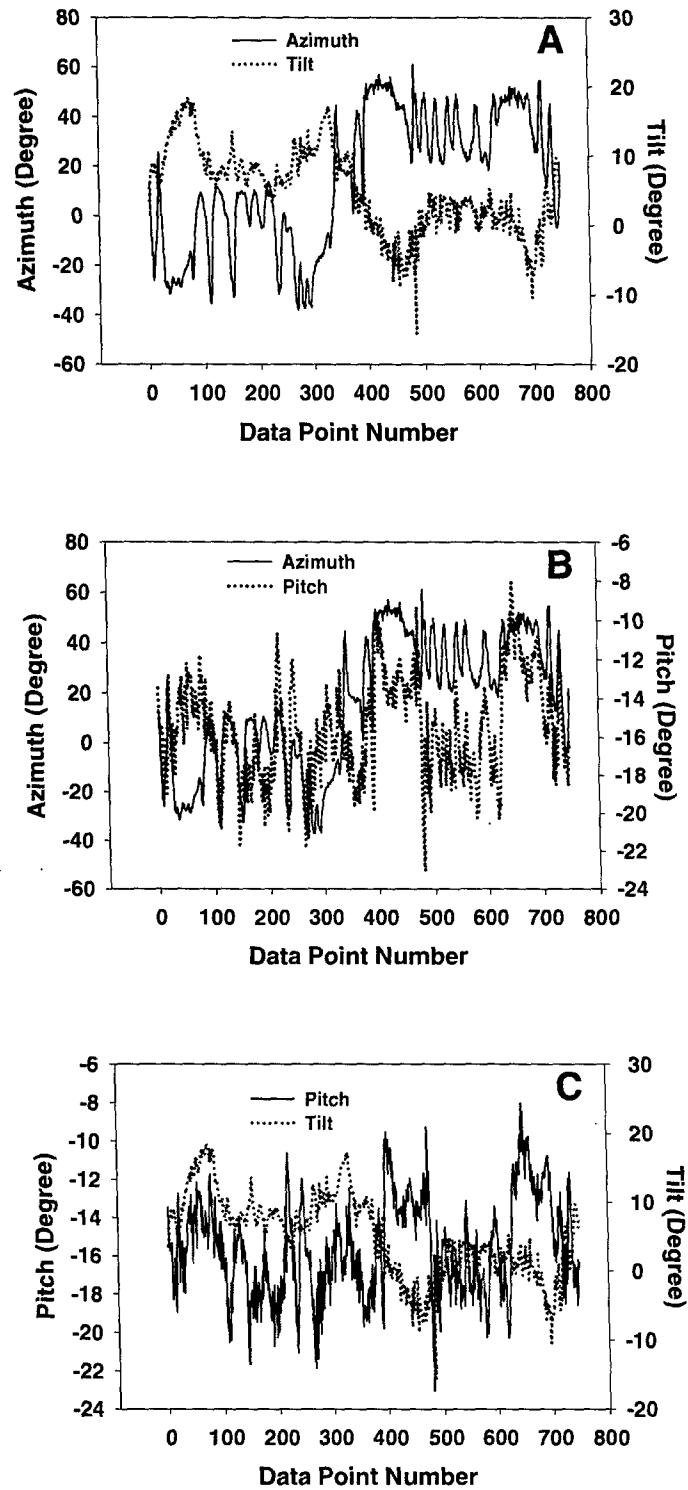 A
Azimuth
Tilt
80
60
40
20
0
-20
-40
-60
30
20
10
0
-10
-20
Azimuth (Degree)
Tilt (Degree)
0 100 200 300 400 500 600 700 800
Data Point Number
B
Azimuth
Pitch
80
60
40
20
0
-20
-40
-60
-6
-8
-10
-12
-14
-16
-18
-20
-22
-24
Azimuth (Degree)
Pitch (Degree)
0 100 200 300 400 500 600 700 800
Data Point Number
C
Pitch
Tilt
-6
-8
-10
-12
-14
-16
-18
-20
-22
-24
30
20
10
0
-10
-20
Pitch (Degree)
Tilt (Degree)
0 100 200 300 400 500 600 700 800
Data Point Number